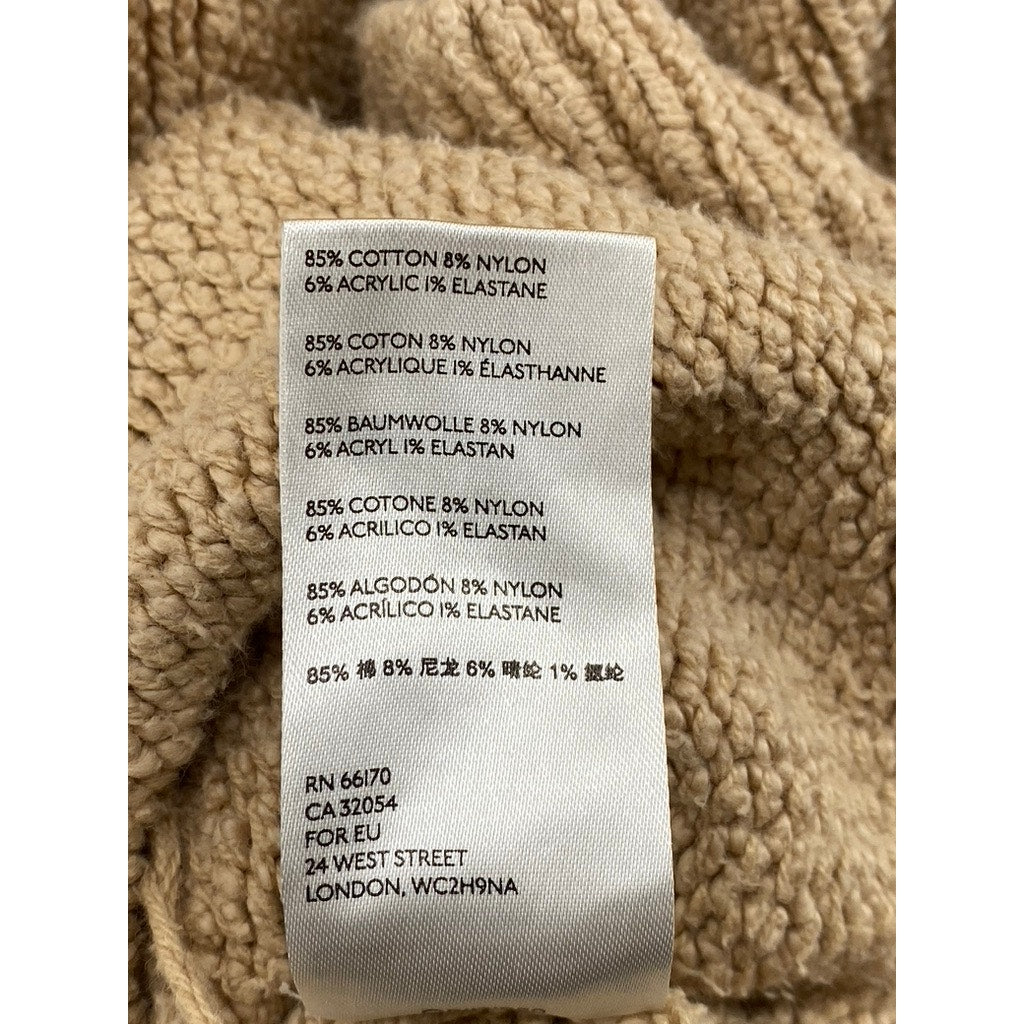 85% COTTON 8% NYLON
6% ACRYLIC 1% ELASTANE
85% COTON 8% NYLON
6% ACRYLIQUE 1% ÉLASTHANNE
85% BAUMWOLLE 8% NYLON
6% ACRYL 1% ELASTAN
85% COTONE 8% NYLON
6% ACRILICO 1% ELASTAN
85% ALGODÓN 8% NYLON
6% ACRÍLICO 1% ELASTANE
85% 棉 8% 尼龙 6% 晴纶 1%
RN 66170
CA 32054
FOR EU
24 WEST STREET
LONDON, WC2H9NA